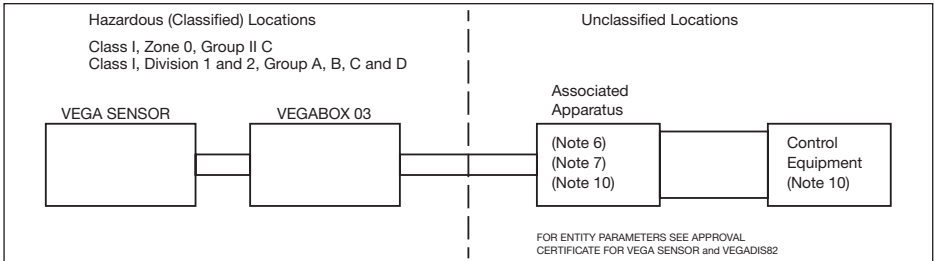 Hazardous (Classified) Locations
Unclassified Locations
Class I, Zone 0, Group II C
Class I, Division 1 and 2, Group A, B, C and D
Associated
Apparatus
VEGA SENSOR
VEGABOX 03
(Note 6)
(Note 7)
(Note 10)
Control
Equipment
(Note 10)
FOR ENTITY PARAMETERS SEE APPROVAL
CERTIFICATE FOR VEGA SENSOR and VEGADIS82